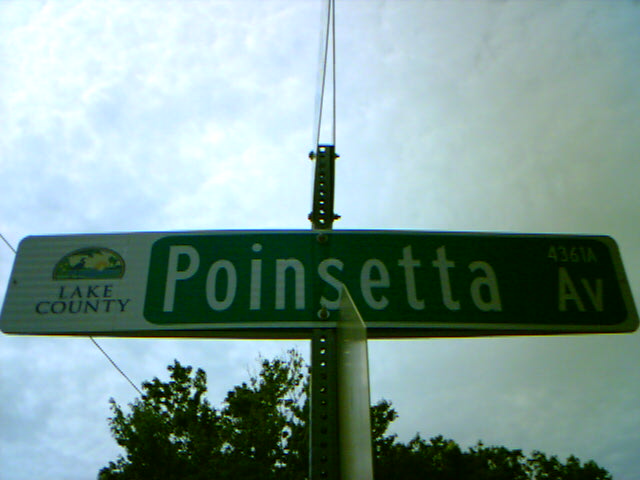 LAKE
COUNTY
Poinsetta
4361A
Av